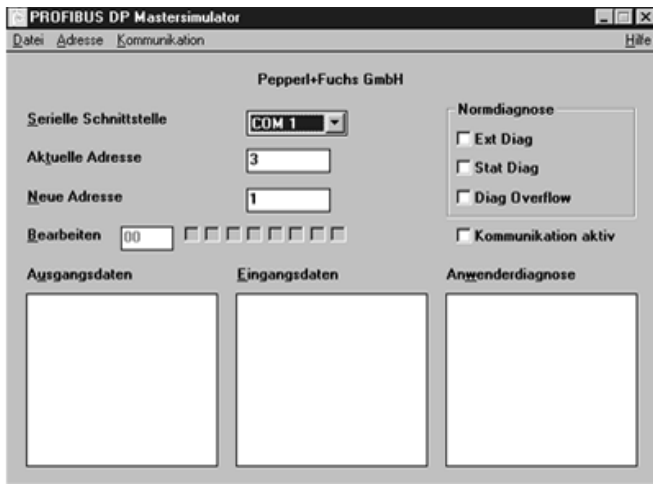 PROFIBUS DP Mastersimulator
Datei Adresse Kommunikation Hilfe
Pepperl+Fuchs GmbH
Serielle Schnittstelle COM 1
Normdiagnose
Ext Diag
Aktuelle Adresse 3
Stat Diag
Neue Adresse 1
Diag Overflow
Bearbeiten 00
Kommunikation aktiv
Ausgangsdaten Eingangsdaten Anwenderdiagnose